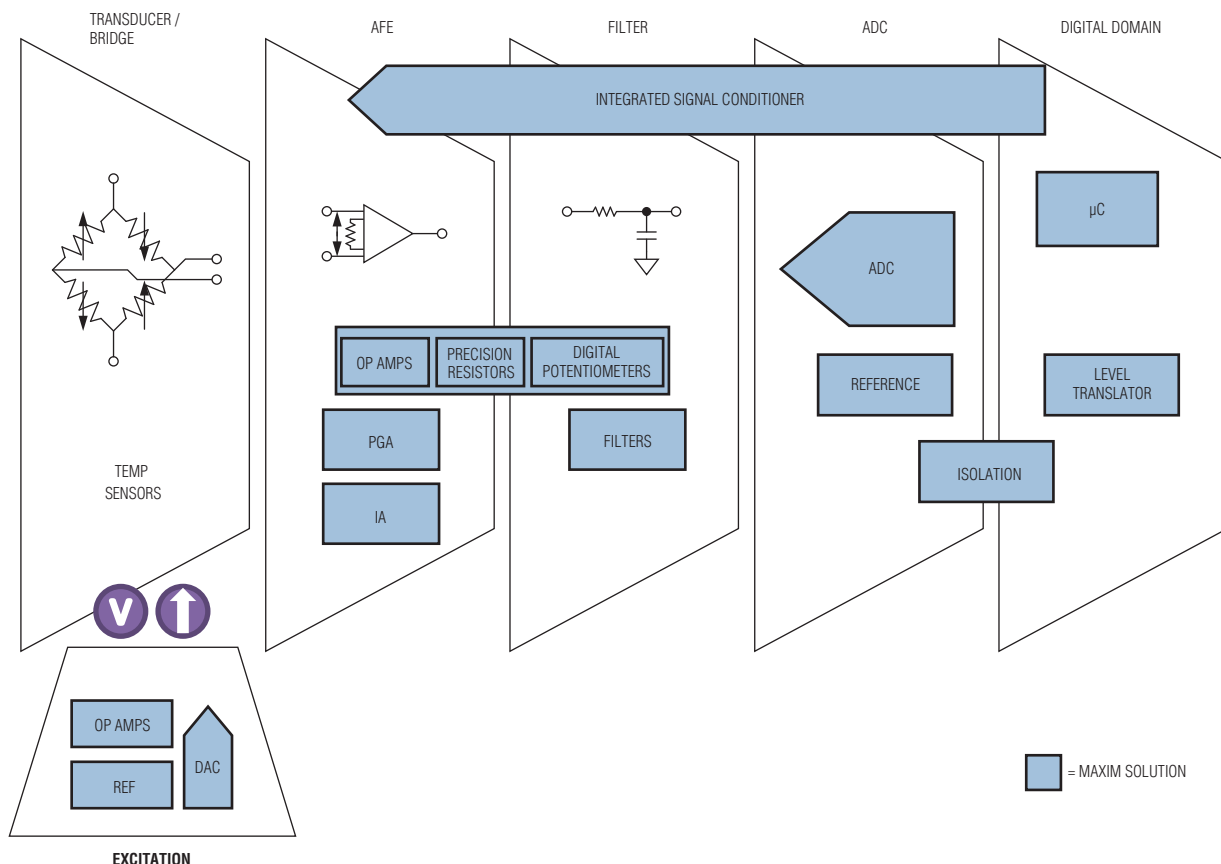 TRANSDUCER /
BRIDGE
AFE
FILTER
ADC
DIGITAL DOMAIN
INTEGRATED SIGNAL CONDITIONER
µC
ADC
OP AMPS
PRECISION
RESISTORS
DIGITAL
POTENTIOMETERS
REFERENCE
LEVEL
TRANSLATOR
PGA
FILTERS
ISOLATION
TEMP
SENSORS
IA
V
OP AMPS
DAC
REF
= MAXIM SOLUTION
EXCITATION